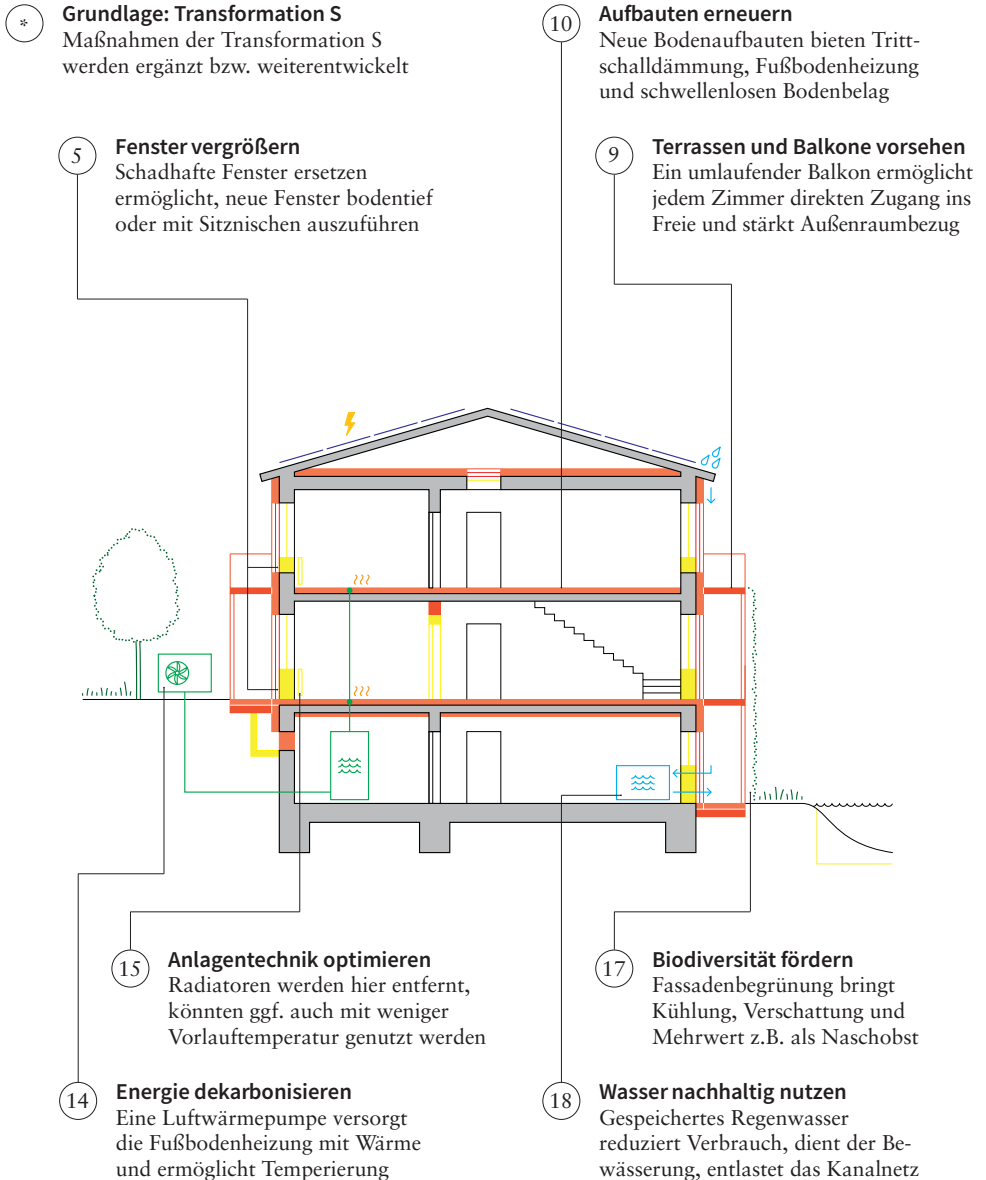 *
Grundlage: Transformation S
Maßnahmen der Transformation S
werden ergänzt bzw. weiterentwickelt
10
Aufbauten erneuern
Neue Bodenaufbauten bieten Tritt-
schalldämmung, Fußbodenheizung
und schwellenlosen Bodenbelag
5
Fenster vergrößern
Schadhafte Fenster ersetzen
ermöglicht, neue Fenster bodentief
oder mit Sitznischen auszuführen
9
Terrassen und Balkone vorsehen
Ein umlaufender Balkon ermöglicht
jedem Zimmer direkten Zugang ins
Freie und stärkt Außenraumbezug
15
Anlagentechnik optimieren
Radiatoren werden hier entfernt,
könnten ggf. auch mit weniger
Vorlauftemperatur genutzt werden
17
Biodiversität fördern
Fassadenbegrünung bringt
Kühlung, Verschattung und
Mehrwert z.B. als Naschobst
14
Energie dekarbonisieren
Eine Luftwärmepumpe versorgt
die Fußbodenheizung mit Wärme
und ermöglicht Temperierung
18
Wasser nachhaltig nutzen
Gespeichertes Regenwasser
reduziert Verbrauch, dient der Be-
wässerung, entlastet das Kanalnetz